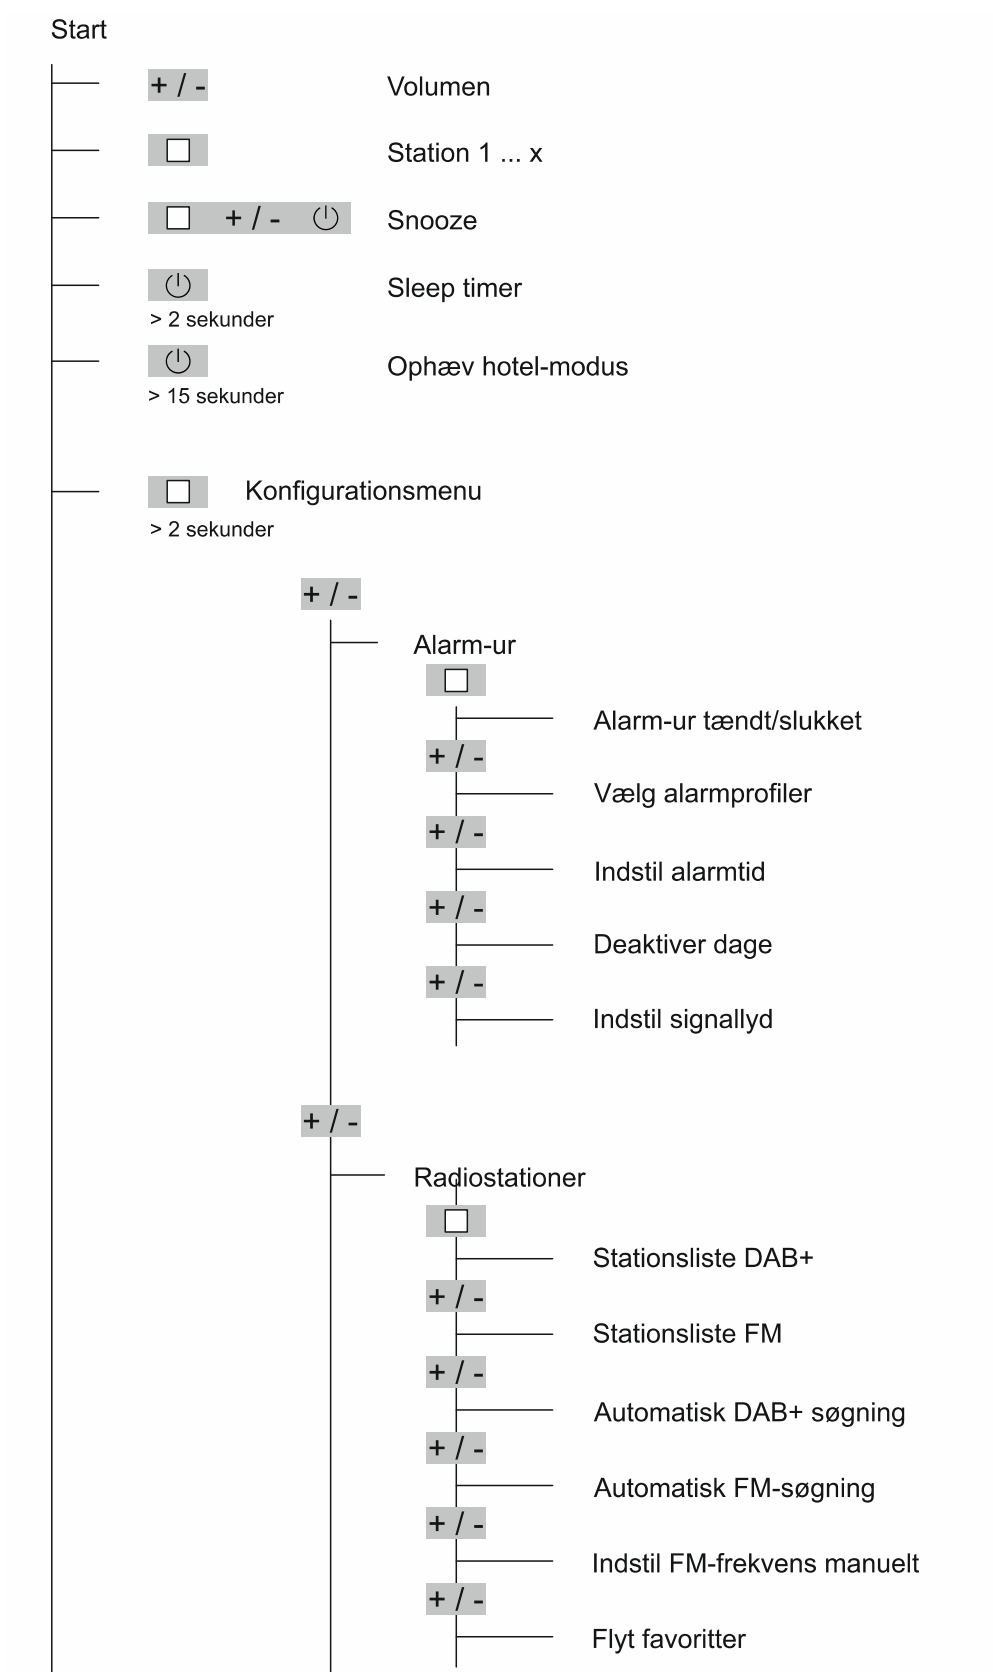 Start
+ / - Volumen
Station 1 ... x
+ / - Snooze
Sleep timer
> 2 sekunder
Ophæv hotel-modus
> 15 sekunder
Konfigurationsmenu
> 2 sekunder
+ / -
Alarm-ur
Alarm-ur tændt/slukket
+ / -
Vælg alarmprofiler
+ / -
Indstil alarmtid
+ / -
Deaktiver dage
+ / -
Indstil signallyd
+ / -
Radiostationer
Stationsliste DAB+
+ / -
Stationsliste FM
+ / -
Automatisk DAB+ søgning
+ / -
Automatisk FM-søgning
+ / -
Indstil FM-frekvens manuelt
+ / -
Flyt favoritter